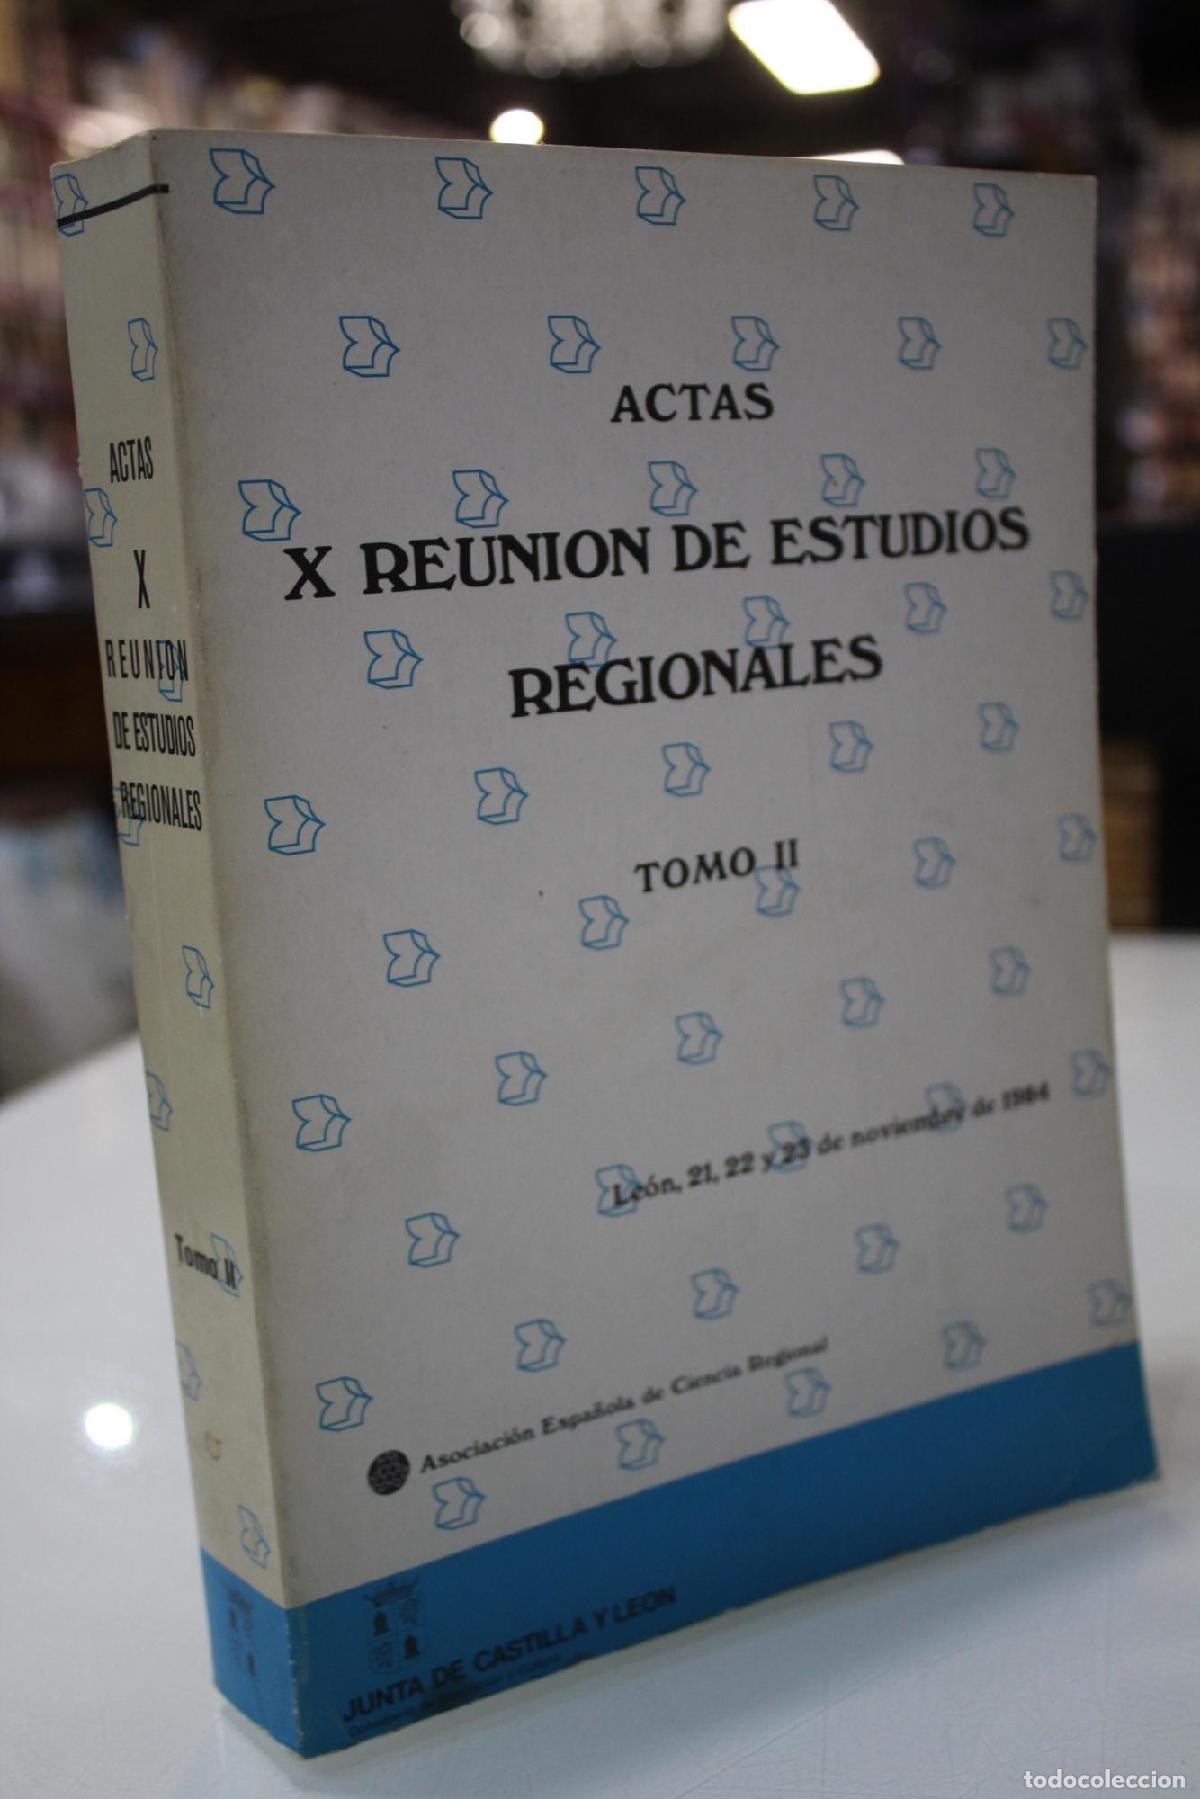 ACTAS
X
REUNION
DE ESTUDIOS
REGIONALES
Tomo II
ACTAS
X REUNION DE ESTUDIOS
REGIONALES
TOMO II
León, 21, 22 y 23 de noviembre de 1984
Asociación Española de Ciencia Regional
JUNTA DE CASTILLA Y LEON
todocoleccion